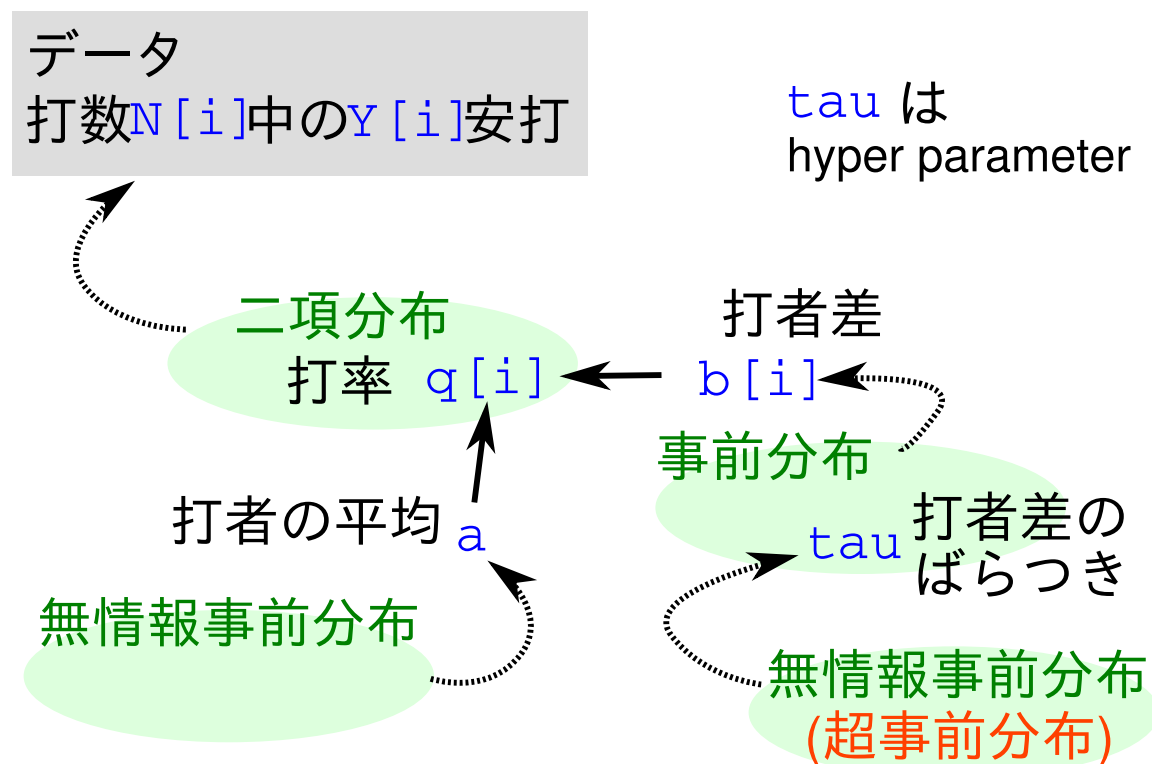 データ
打数N[i]中のY[i]安打
tau は
hyper parameter
二項分布
打率 q[i]
打者差
b[i]
事前分布
打者の平均 a
tau 打者差の
ばらつき
無情報事前分布
無情報事前分布
(超事前分布)